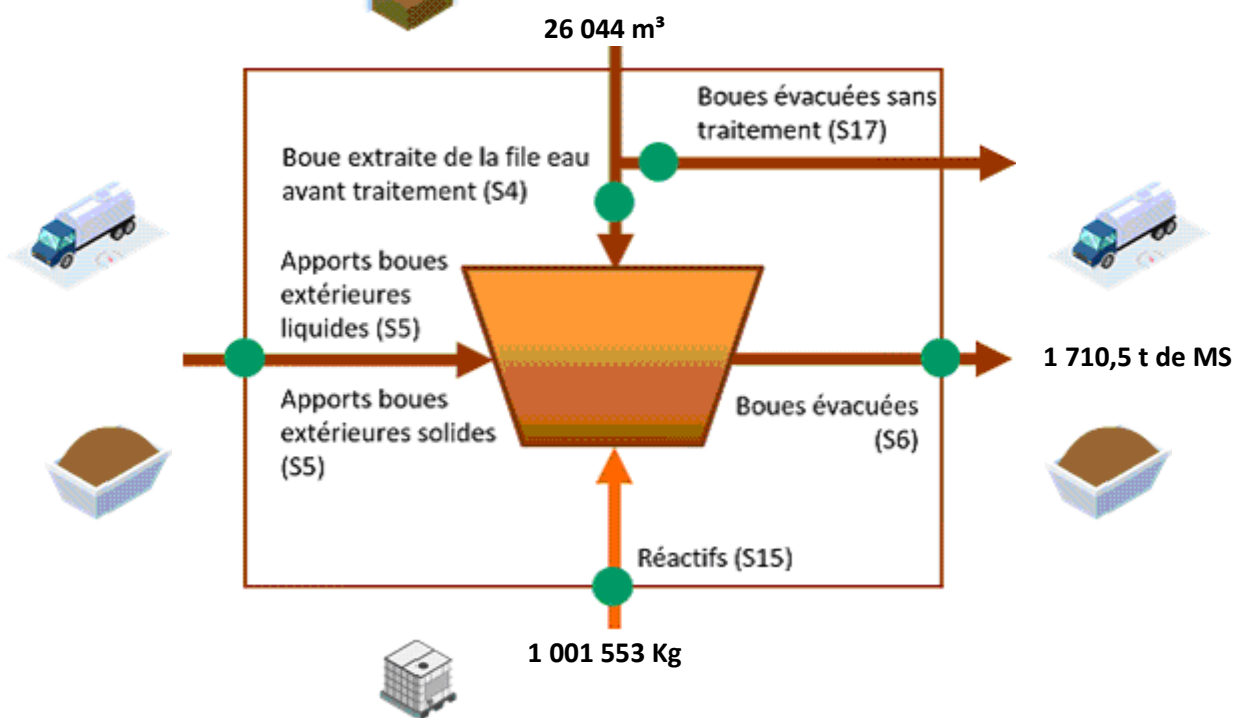 26 044 m³
Boues évacuées sans
traitement (S17)
Boue extraite de la file eau
avant traitement (S4)
Apports boues
extérieures
liquides (S5)
1 710,5 t de MS
Apports boues
extérieures solides
(S5)
Boues évacuées
(S6)
Réactifs (S15)
1 001 553 Kg